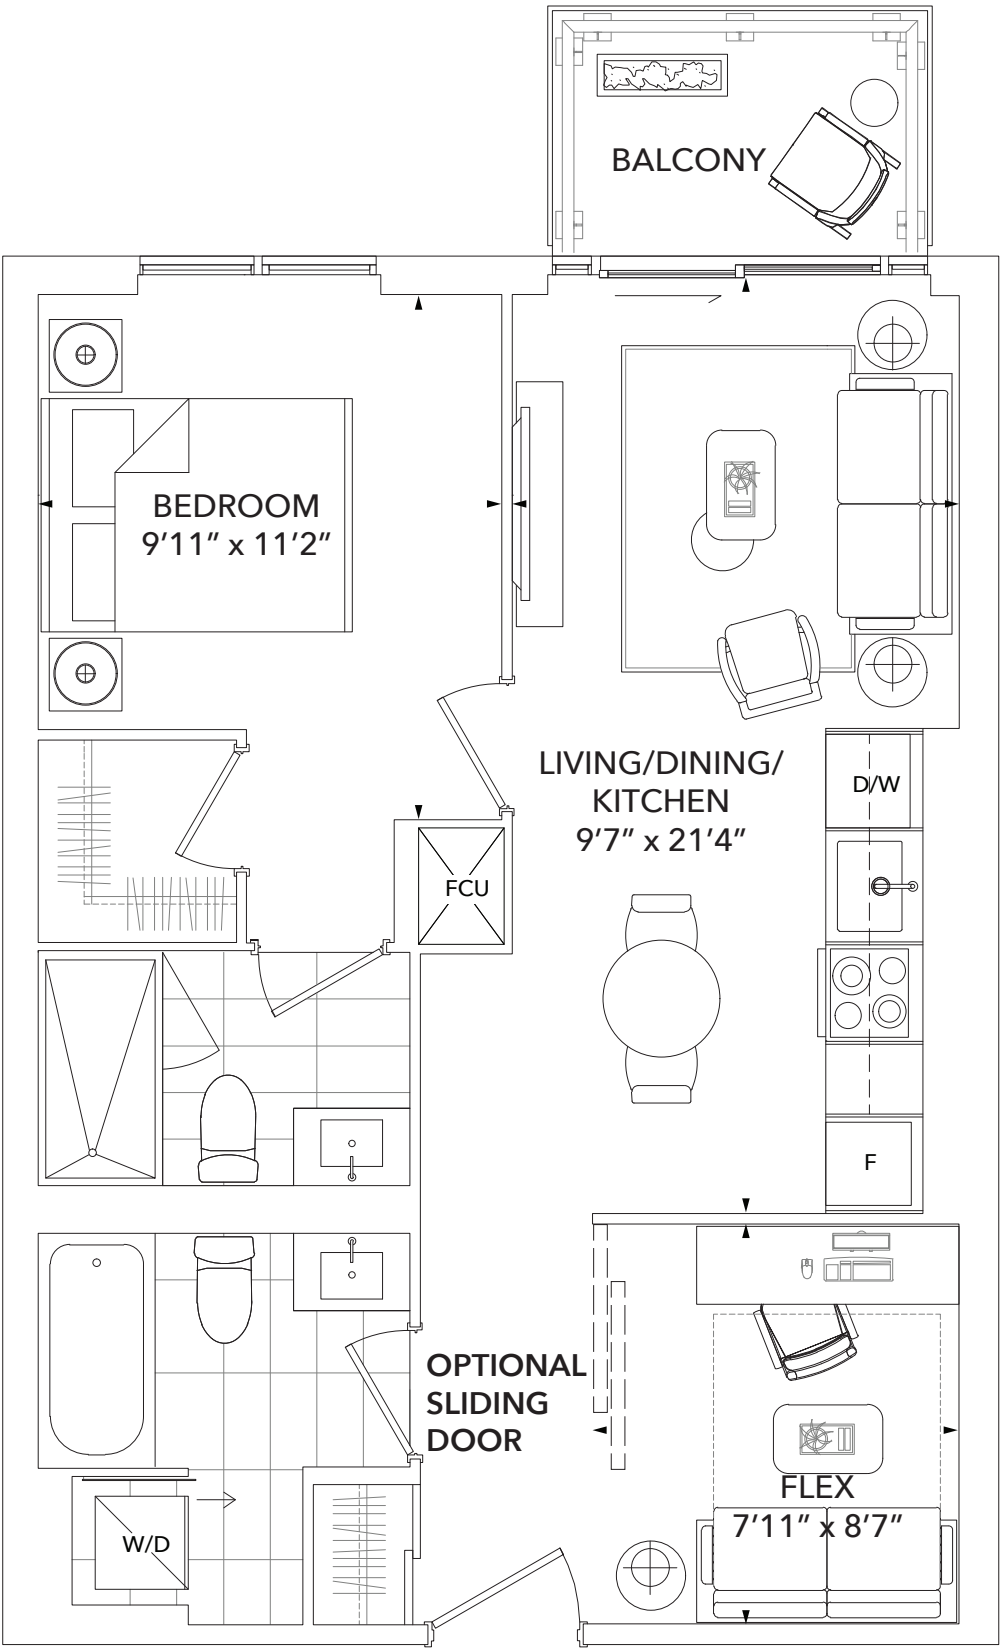 BALCONY
BEDROOM
9'11" x 11'2"
LIVING/DINING/
KITCHEN
9'7" x 21'4"
D/W
FCU
F
OPTIONAL
SLIDING
DOOR
FLEX
7'11" x 8'7"
W/D